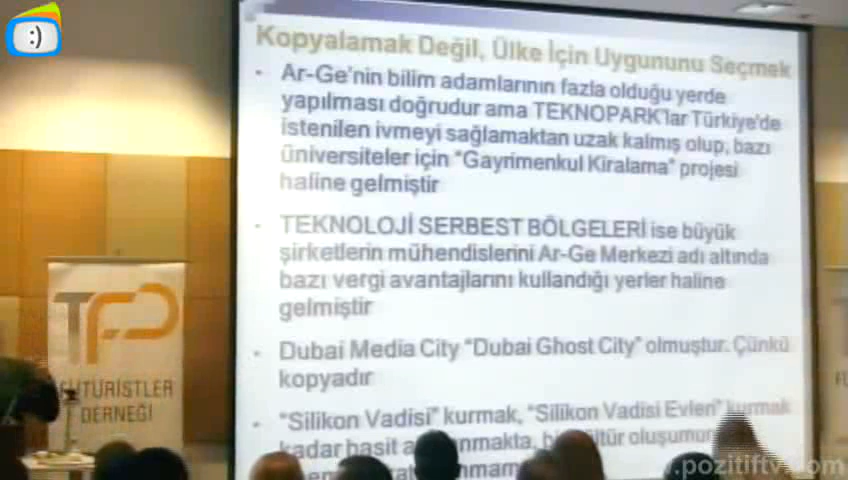 :)
Kopyalamak Değil, Ülke İçin Uygununu Seçmek
Ar-Ge'nin bilim adamlarının fazla olduğu yerde
yapılması doğrudur ama TEKNOPARK'lar Türkiye'de
istenilen ivmeyi sağlamaktan uzak kalmış olup, bazı
üniversiteler için "Gayrimenkul Kiralama" projesi
haline gelmiştir
TEKNOLOJİ SERBEST BÖLGELERİ ise büyük
şirketlerin mühendislerini Ar-Ge Merkezi adı altında
bazı vergi avantajlarını kullandığı yerler haline
gelmiştir
Dubai Media City "Dubai Ghost City" olmuştur. Çünkü
kopyadır
"Silikon Vadisi" kurmak, "Silikon Vadisi Evleri" kurmak
kadar basit
FÜTÜRİSTLER
DERNEĞİ